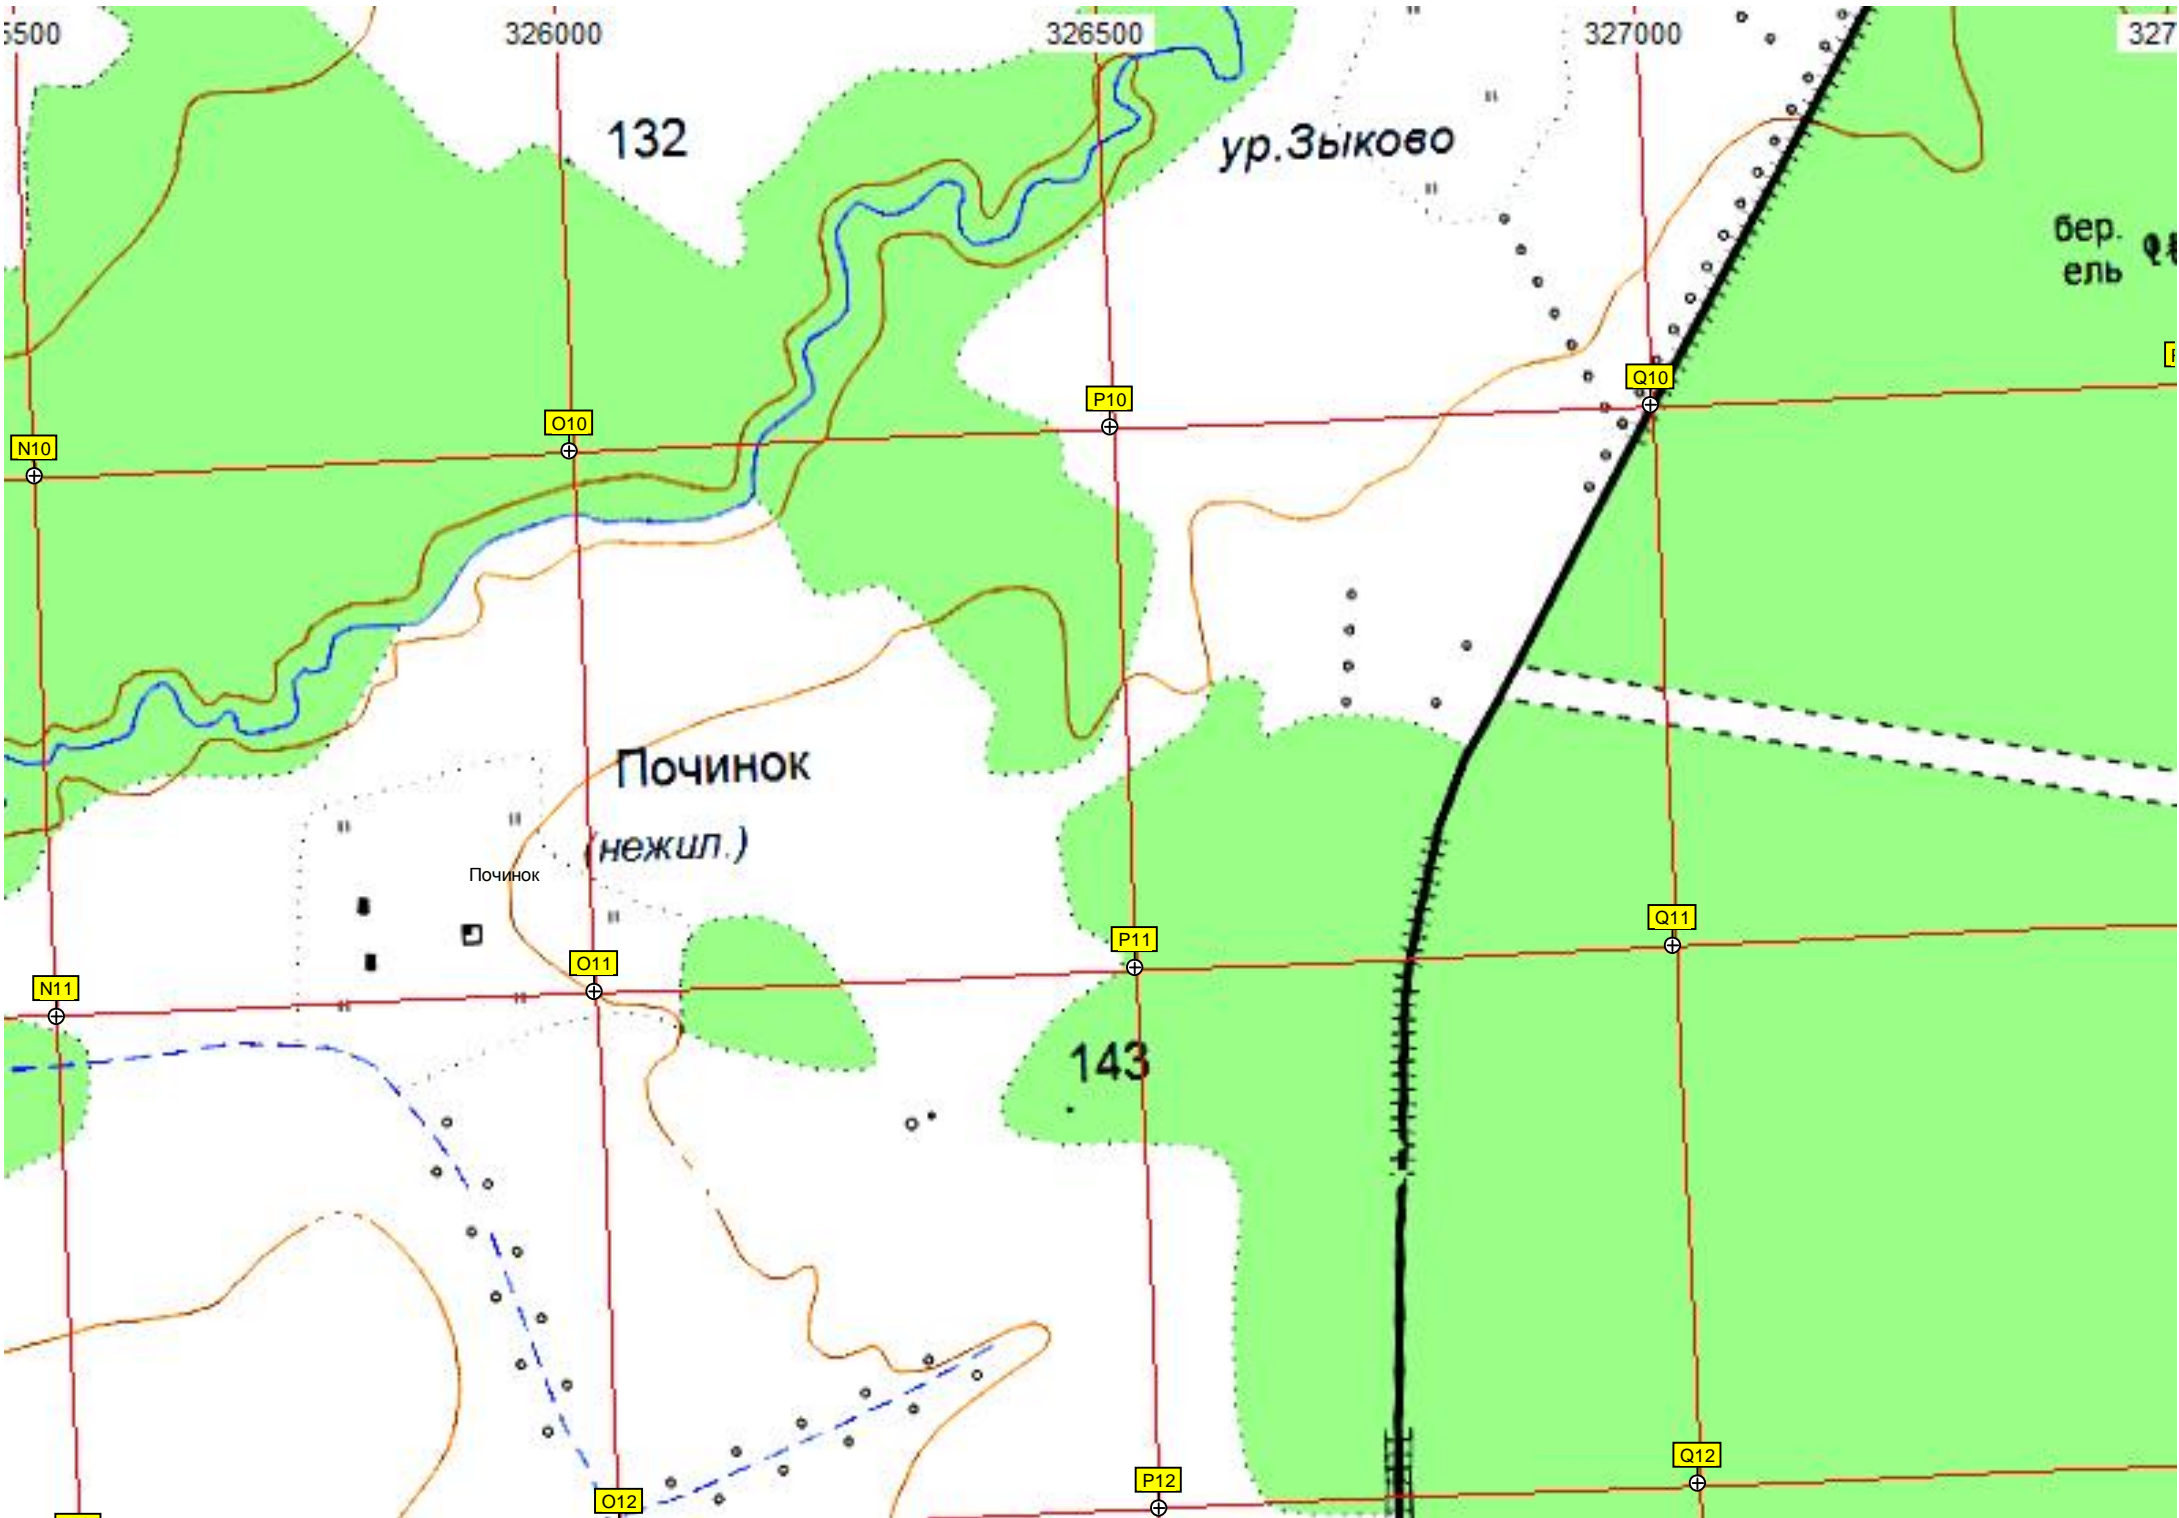 326000
326500
327000
132
ур.Зыково
бер.
ель
Q10
P10
O10
N10
Починок
(нежил.)
Починок
Q11
P11
O11
N11
143
Q12
P12
O12